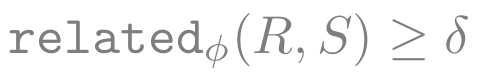 related_ϕ(R, S) ≥ δ